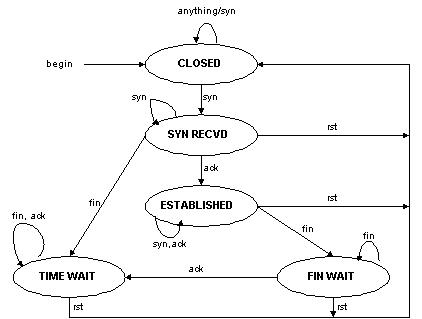 anything/syn
begin
CLOSED
syn
syn
SYN RECVD
rst
ack
fin
ESTABLISHED
rst
fin, ack
syn,ack
fin
fin
TIME WAIT
ack
FIN WAIT
rst
rst